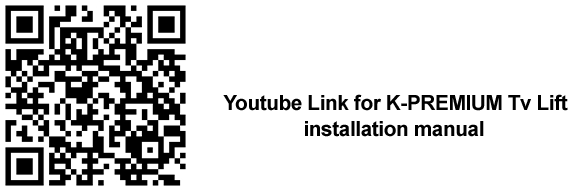 Youtube Link for K-PREMIUM Tv Lift
installation manual